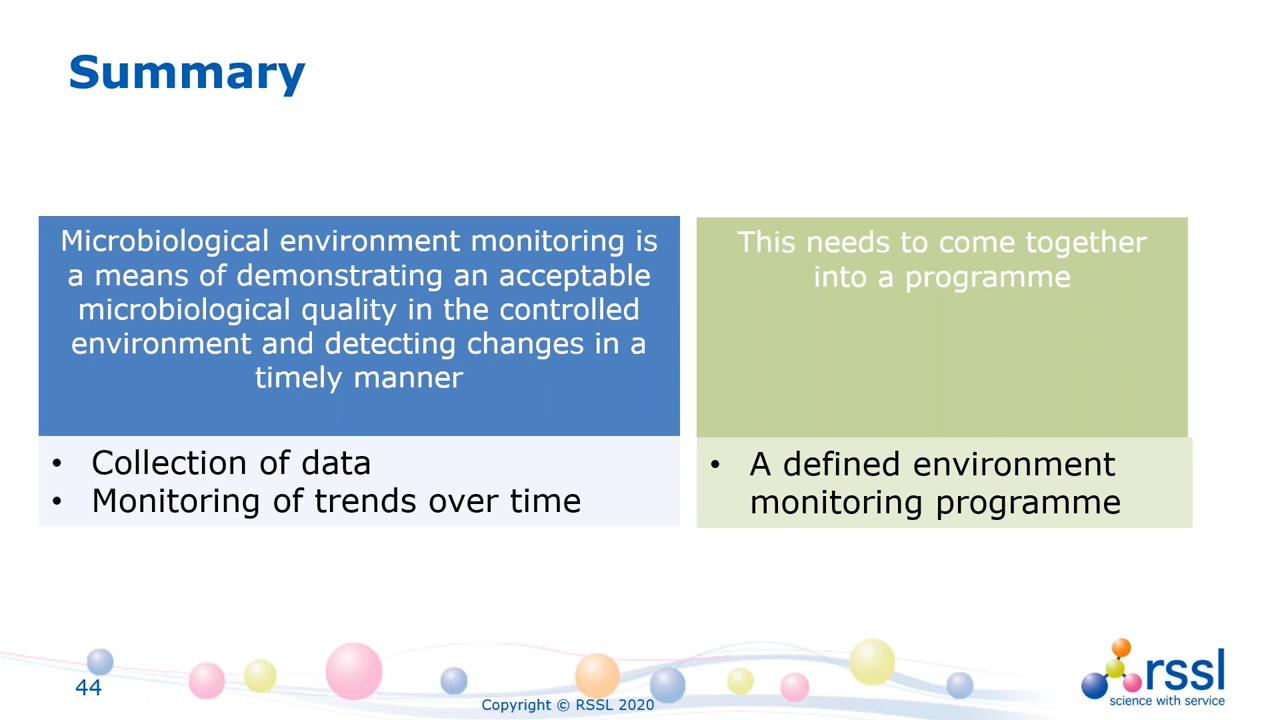 Summary
Microbiological environment monitoring is
a means of demonstrating an acceptable
microbiological quality in the controlled
environment and detecting changes in a
timely manner
• Collection of data
• Monitoring of trends over time
This needs to come together
into a programme
• A defined environment
monitoring programme
44
Copyright © RSSL 2020
rssl
science with service